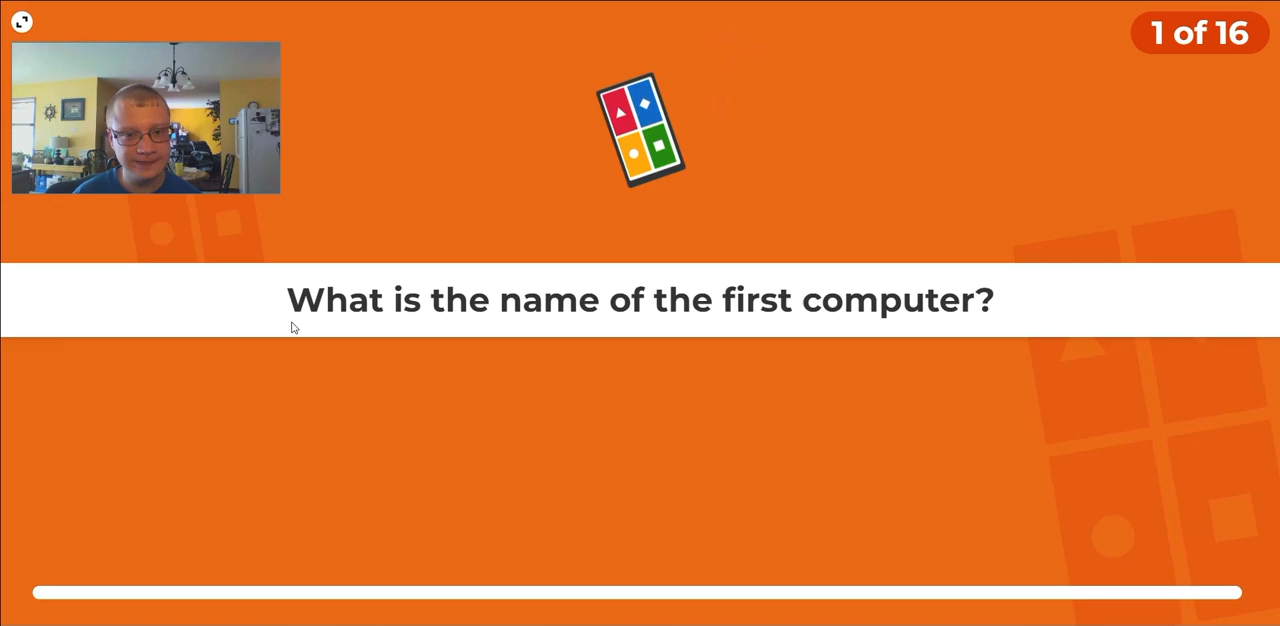 1 of 16
What is the name of the first computer?